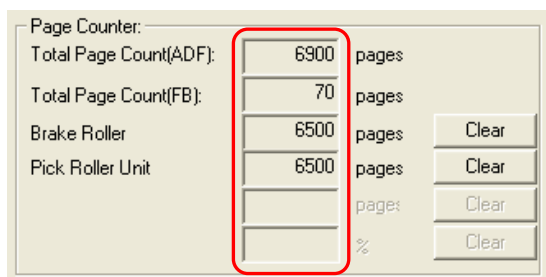 Page Counter:
Total Page Count(ADF): 6900 pages
Total Page Count(FB): 70 pages
Brake Roller 6500 pages Clear
Pick Roller Unit 6500 pages Clear
pages Clear
% Clear